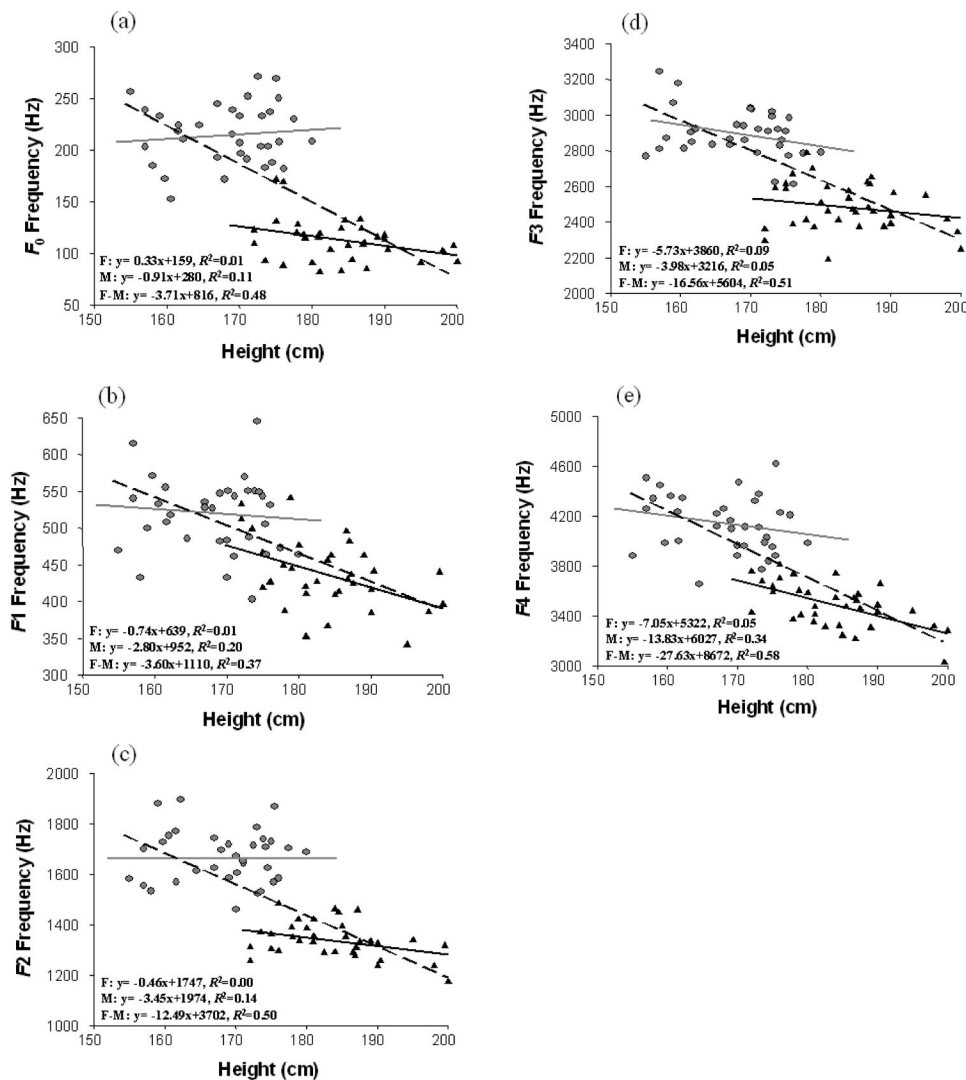 (a)
F0 Frequency (Hz)
300
250
200
150
100
50
150 160 170 180 190 200
Height (cm)
F: y= 0.33x+159, R²=0.01
M: y= -0.91x+280, R²=0.11
F-M: y= -3.71x+816, R²=0.48
(d)
F3 Frequency (Hz)
3400
3200
3000
2800
2600
2400
2200
2000
150 160 170 180 190 200
Height (cm)
F: y= -5.73x+3860, R²=0.09
M: y= -3.98x+3216, R²=0.05
F-M: y= -16.56x+5604, R²=0.51
(b)
F1 Frequency (Hz)
650
600
550
500
450
400
350
300
150 160 170 180 190 200
Height (cm)
F: y= -0.74x+639, R²=0.01
M: y= -2.80x+952, R²=0.20
F-M: y= -3.60x+1110, R²=0.37
(e)
F4 Frequency (Hz)
5000
4600
4200
3800
3400
3000
150 160 170 180 190 200
Height (cm)
F: y= -7.05x+5322, R²=0.05
M: y= -13.83x+6027, R²=0.34
F-M: y= -27.63x+8672, R²=0.58
(c)
F2 Frequency (Hz)
2000
1800
1600
1400
1200
1000
150 160 170 180 190 200
Height (cm)
F: y= -0.46x+1747, R²=0.00
M: y= -3.45x+1974, R²=0.14
F-M: y= -12.49x+3702, R²=0.50